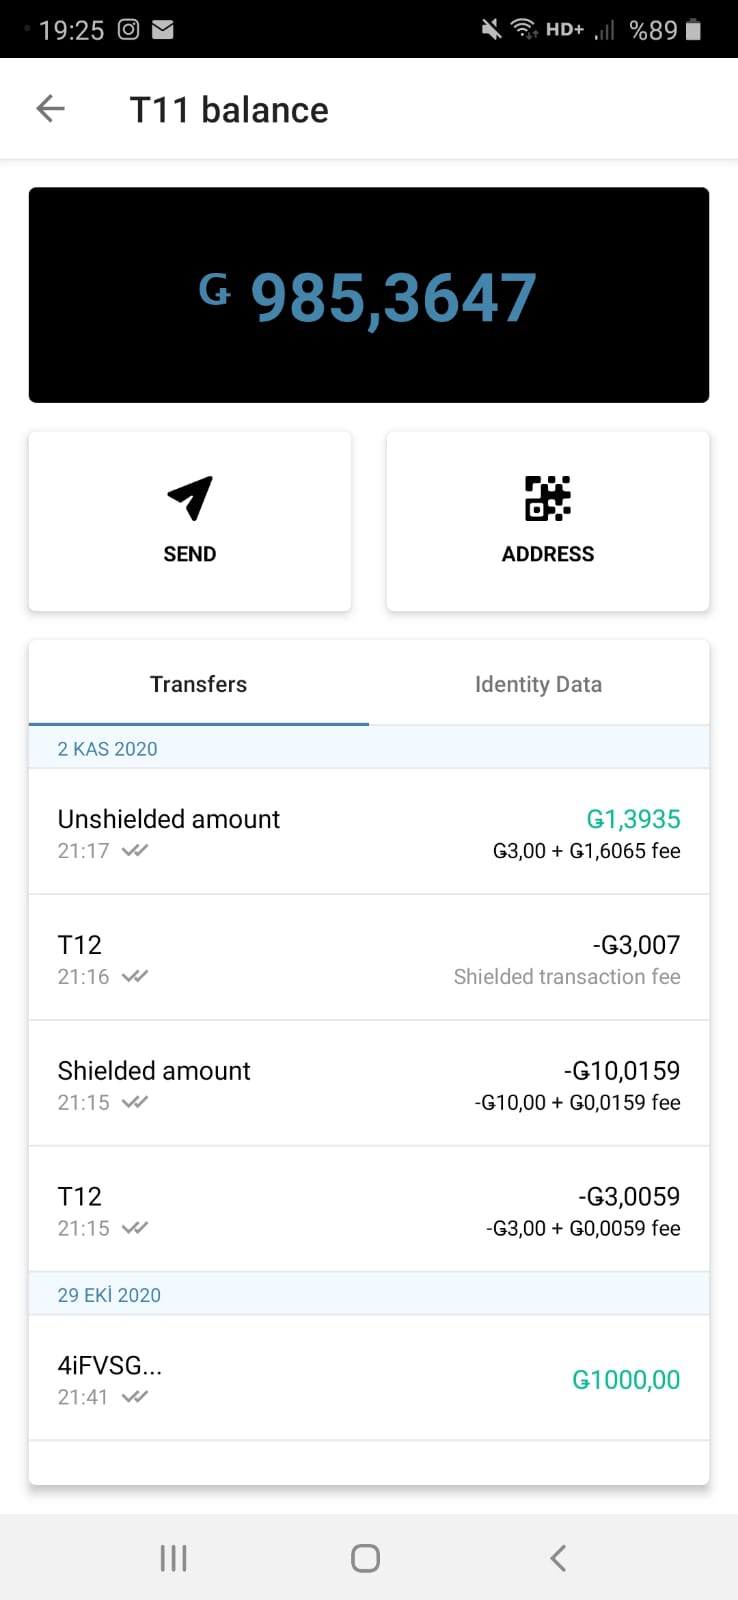 19:25 HD+ %89
T11 balance
Ǥ 985,3647
SEND
ADDRESS
Transfers
Identity Data
2 KAS 2020
Unshielded amount
Ǥ1,3935
21:17
Ǥ3,00 + Ǥ1,6065 fee
T12
-Ǥ3,007
21:16
Shielded transaction fee
Shielded amount
-Ǥ10,0159
21:15
-Ǥ10,00 + Ǥ0,0159 fee
T12
-Ǥ3,0059
21:15
-Ǥ3,00 + Ǥ0,0059 fee
29 EKİ 2020
4iFVSG...
Ǥ1000,00
21:41